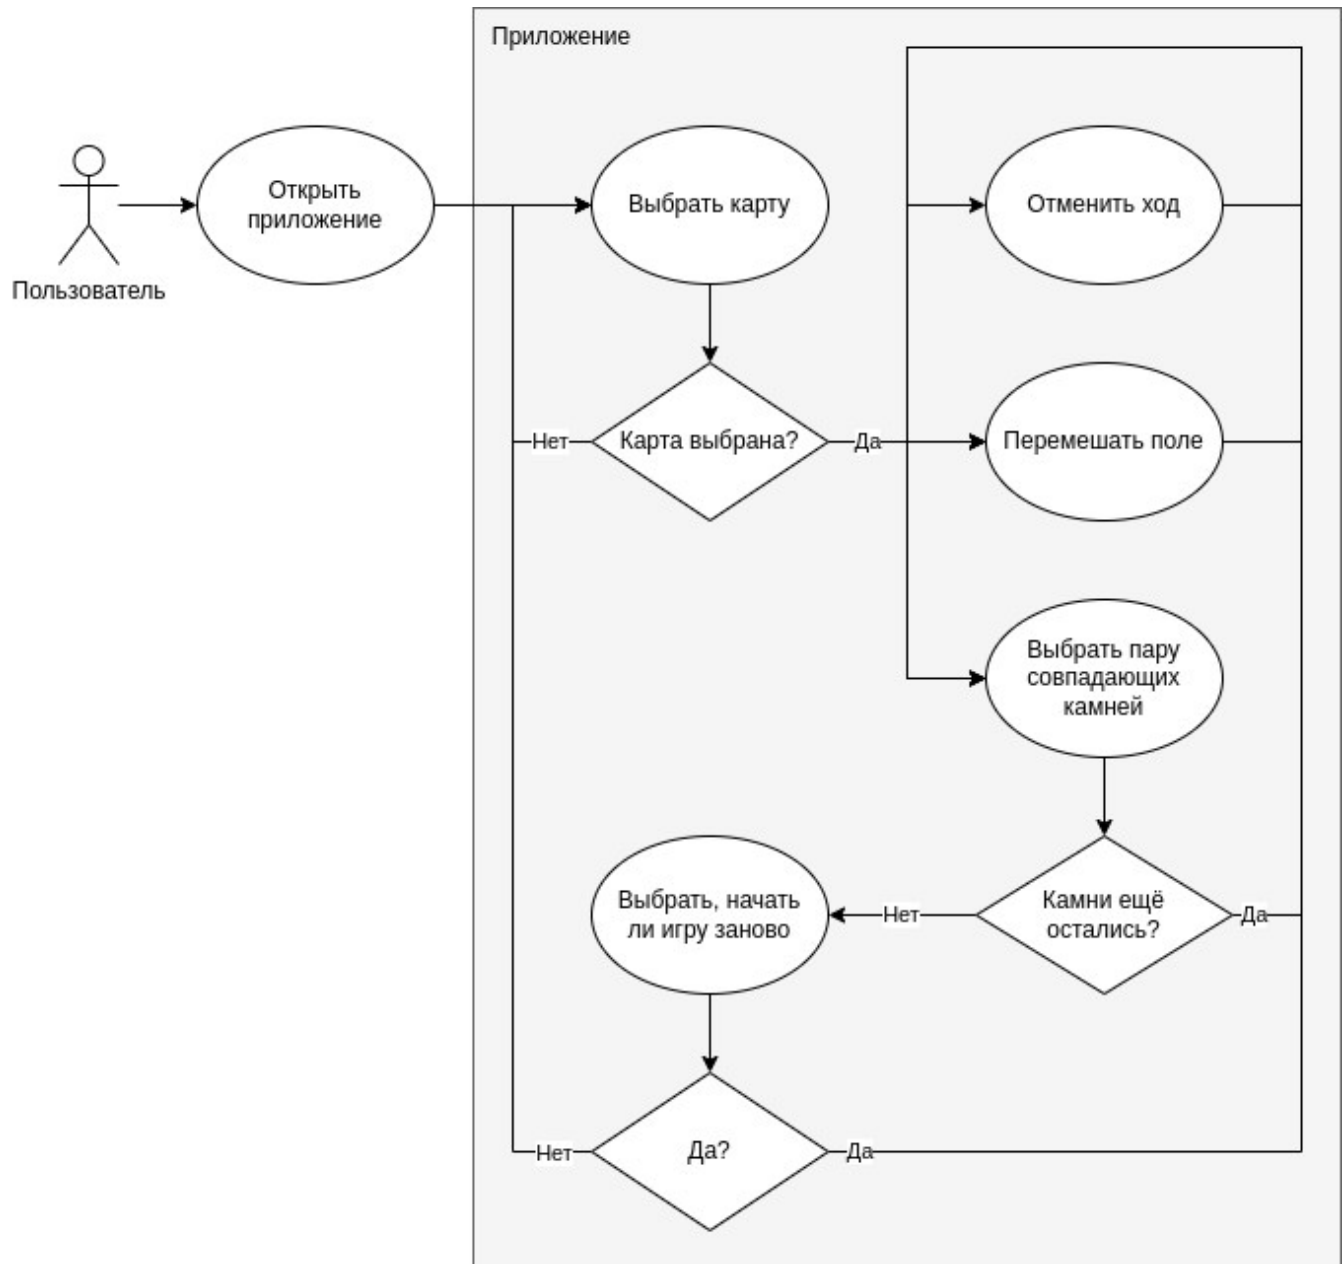 Приложение
Пользователь
Открыть
приложение
Выбрать карту
Отменить ход
Нет
Карта выбрана?
Да
Перемешать поле
Выбрать пару
совпадающих
камней
Выбрать, начать
ли игру заново
Нет
Камни ещё
остались?
Да
Нет
Да?
Да